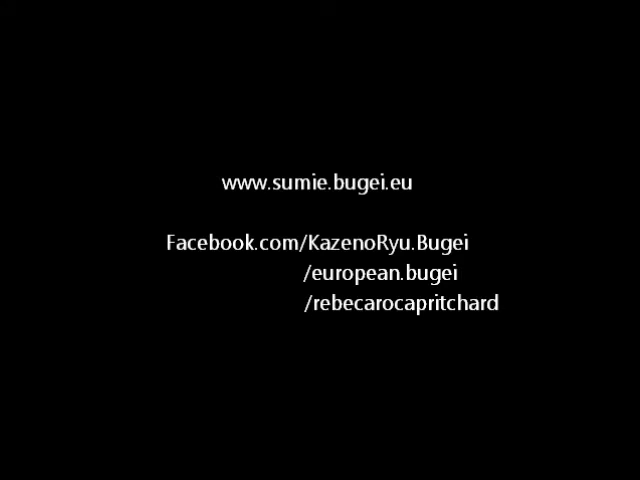 www.sumie.bugei.eu
Facebook.com/KazenoRyu.Bugei
/european.bugei
/rebecarocapritchard